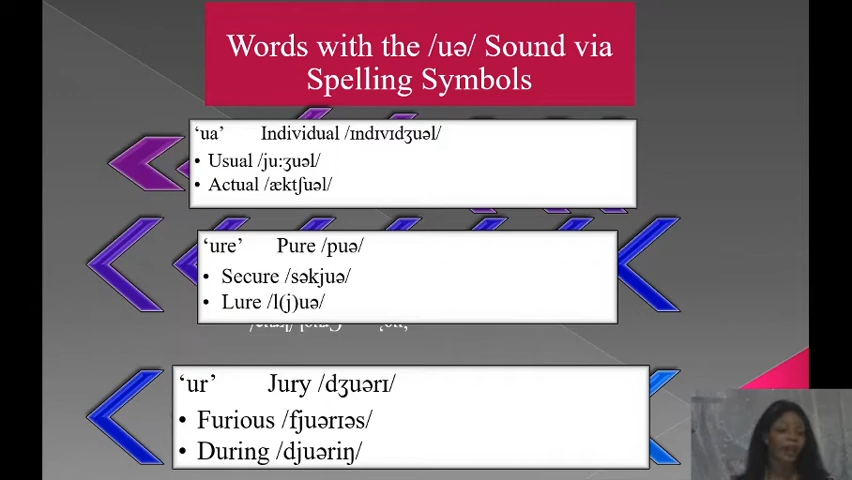 Words with the /uə/ Sound via
Spelling Symbols
‘ua’ Individual /ɪndɪvɪdʒuəl/
• Usual /ju:ʒuəl/
• Actual /æktʃuəl/
‘ure’ Pure /puə/
• Secure /səkjuə/
• Lure /l(j)uə/
‘ur’ Jury /dʒuərɪ/
• Furious /fjuərɪəs/
• During /djuəriŋ/